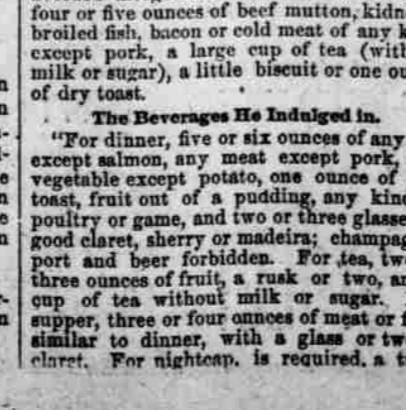 four or five ounces of beef mutton, kidn
broiled fish, bacon or cold meat of any k
except pork, a large cup of tea (with
milk or sugar), a little biscuit or one ou
of dry toast.
The Beverages He Indulged in.
"For dinner, five or six ounces of any
except salmon, any meat except pork,
vegetable except potato, one ounce of
toast, fruit out of a pudding, any kind
poultry or game, and two or three glasse
good claret, sherry or madeira; champag
port and beer forbidden. For tea, two
three ounces of fruit, a rusk or two, an
cup of tea without milk or sugar.
supper, three or four ounces of meat or f
similar to dinner, with a glass or two
claret. For nightcap, is required, a t